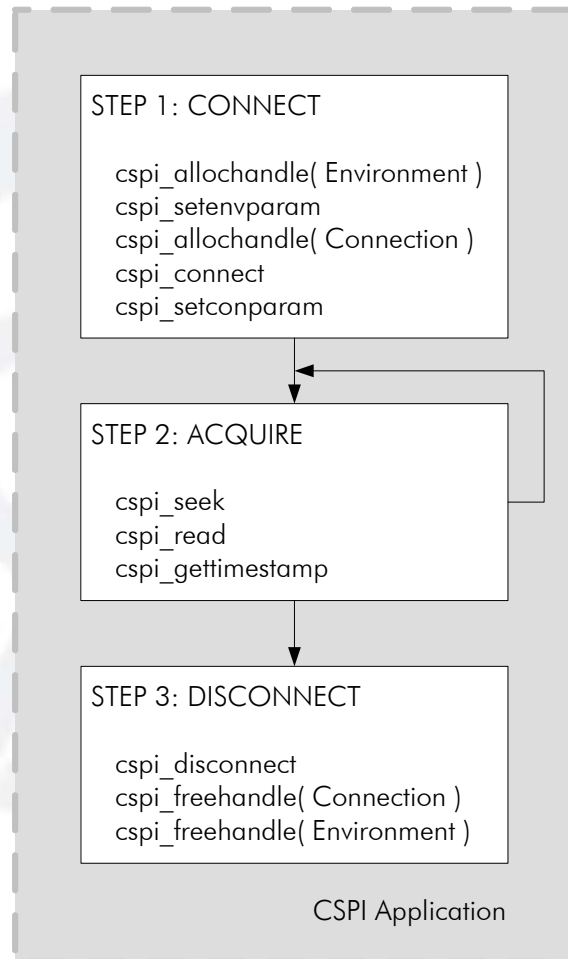 STEP 1: CONNECT
cspi_allochandle( Environment )
cspi_setenvparam
cspi_allochandle( Connection )
cspi_connect
cspi_setconparam
STEP 2: ACQUIRE
cspi_seek
cspi_read
cspi_gettimestamp
STEP 3: DISCONNECT
cspi_disconnect
cspi_freehandle( Connection )
cspi_freehandle( Environment )
CSPI Application